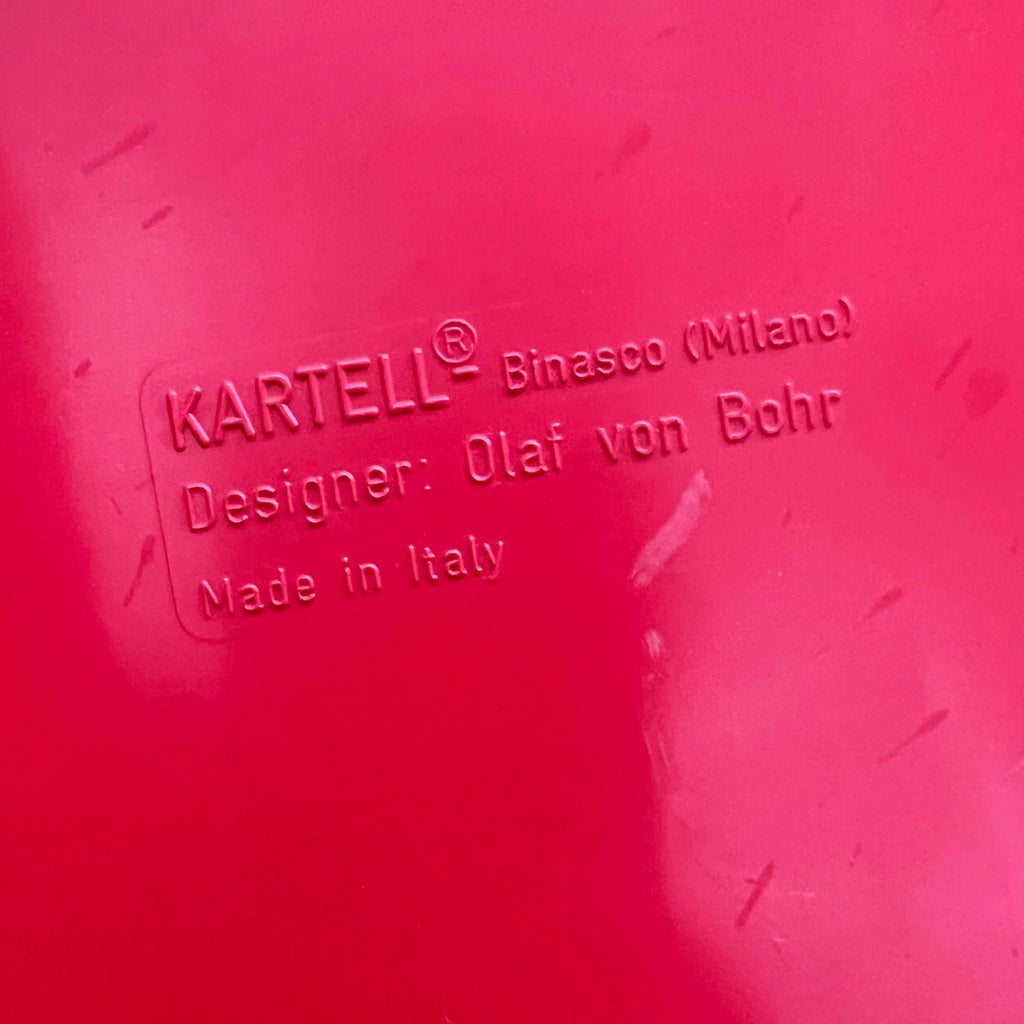 KARTELL® Binasco (Milano)
Designer: Olaf von Bohr
Made in Italy